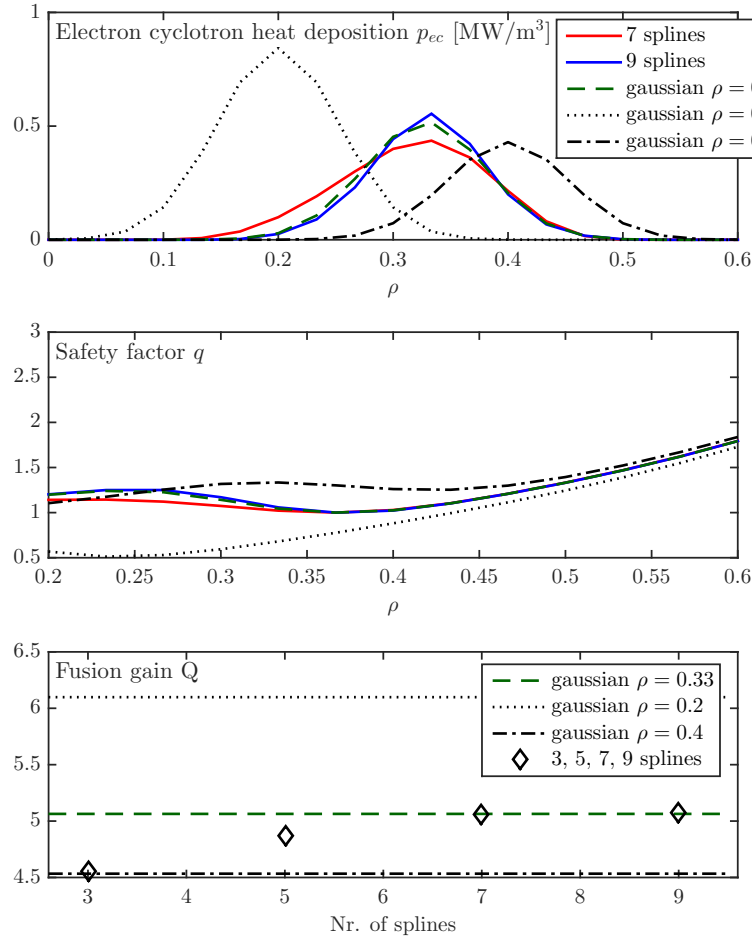 Electron cyclotron heat deposition p_ec [MW/m³]
7 splines
9 splines
gaussian ρ = 0
gaussian ρ = 0
gaussian ρ = 0
1
0.5
0
0 0.1 0.2 0.3 0.4 0.5 0.6
ρ
Safety factor q
3
2.5
2
1.5
1
0.5
0.2 0.25 0.3 0.35 0.4 0.45 0.5 0.55 0.6
ρ
Fusion gain Q
gaussian ρ = 0.33
gaussian ρ = 0.2
gaussian ρ = 0.4
3, 5, 7, 9 splines
6.5
6
5.5
5
4.5
3 4 5 6 7 8 9
Nr. of splines